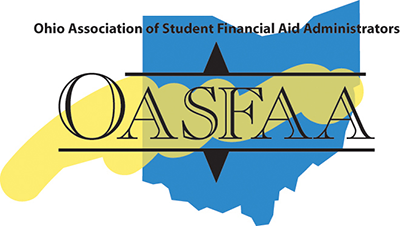 Ohio Association of Student Financial Aid Administrators
OASFAA